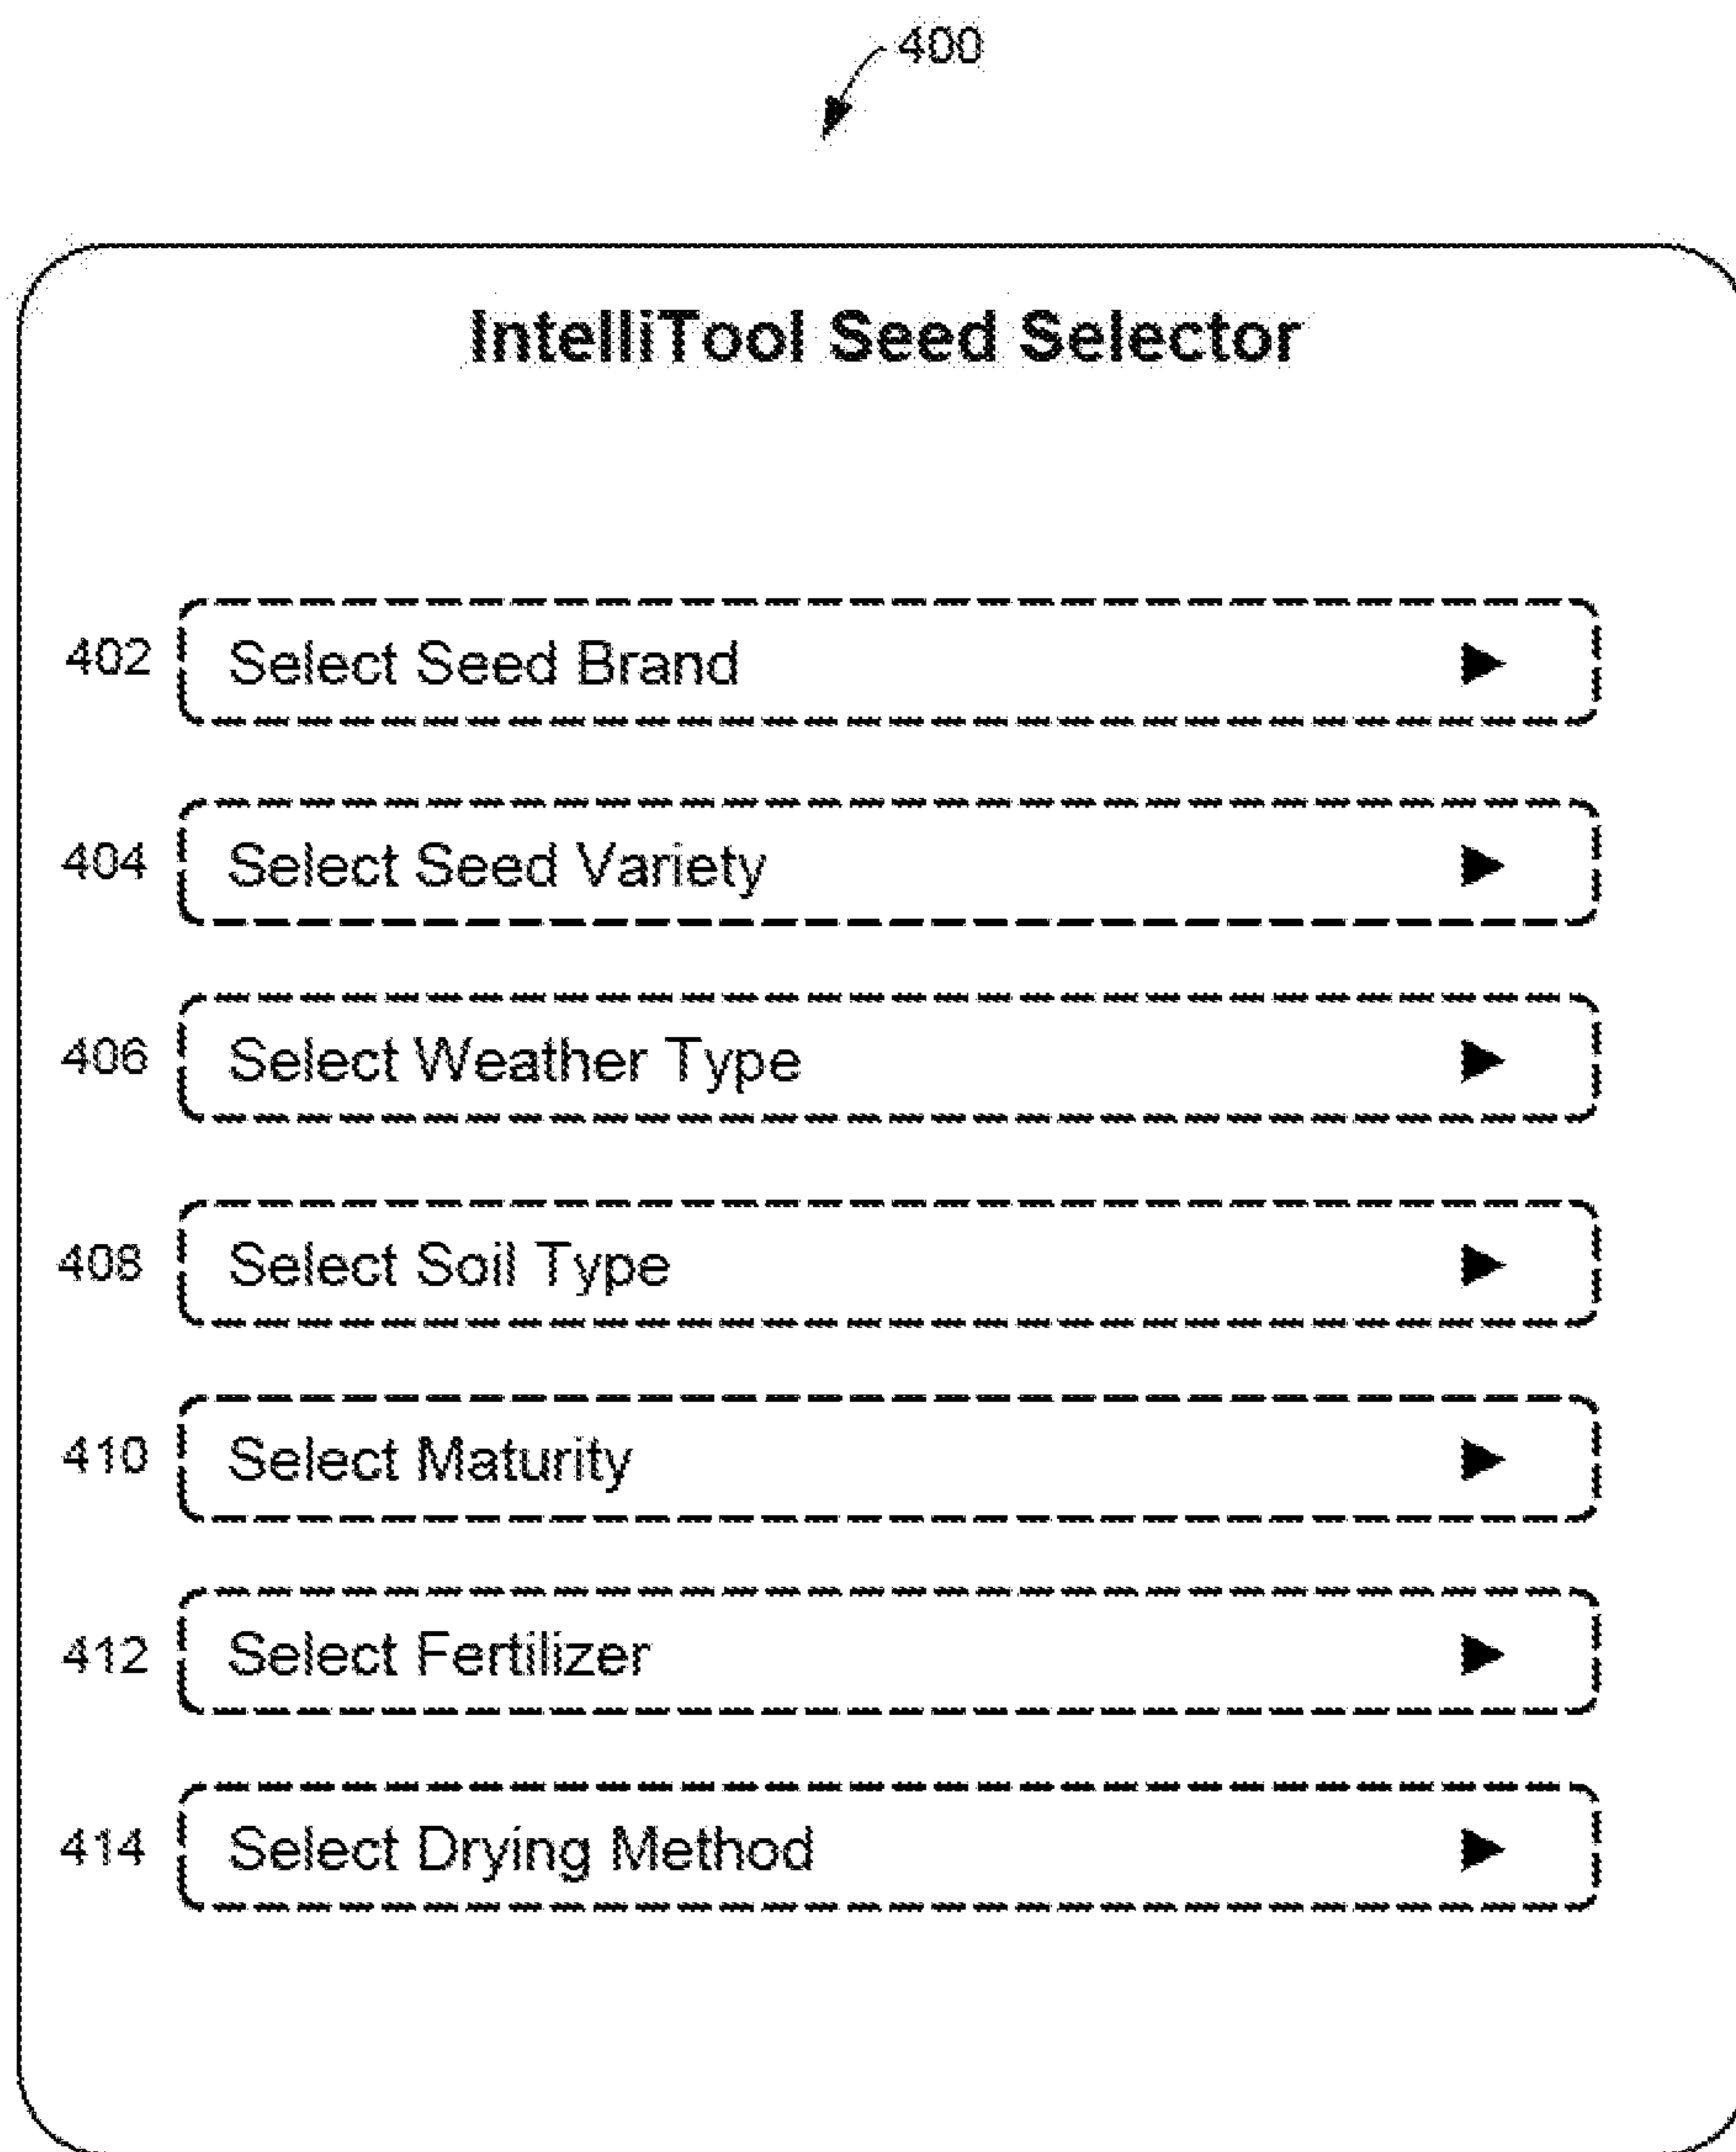 400
IntelliTool Seed Selector
402 Select Seed Brand
404 Select Seed Variety
406 Select Weather Type
408 Select Soil Type
410 Select Maturity
412 Select Fertilizer
414 Select Drying Method